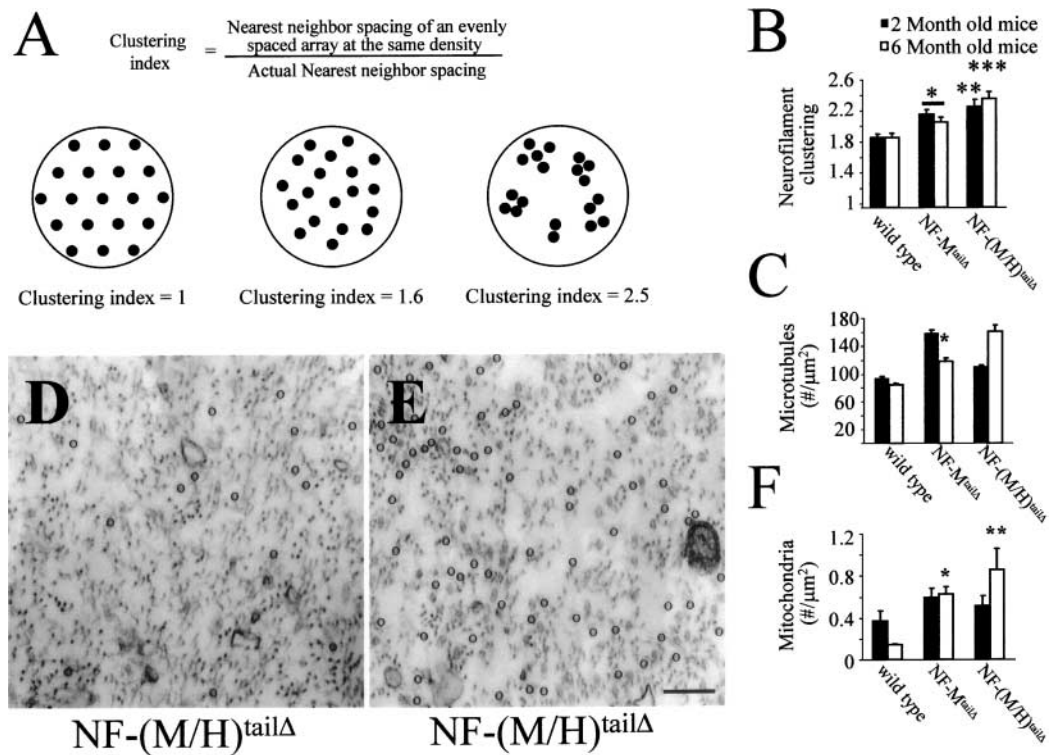 A
Clustering index = Nearest neighbor spacing of an evenly spaced array at the same density
Actual Nearest neighbor spacing
Clustering index = 1
Clustering index = 1.6
Clustering index = 2.5
B
2 Month old mice
6 Month old mice
Neurofilament clustering
2.6
2.2
1.8
1.4
1
*
**
***
wild type
NF-M^tailΔ
NF-(M/H)^tailΔ
C
Microtubules (#/μm²)
180
140
100
60
20
*
wild type
NF-M^tailΔ
NF-(M/H)^tailΔ
D
NF-(M/H)^tailΔ
E
NF-(M/H)^tailΔ
F
Mitochondria (#/μm²)
1.2
0.8
0.4
0
*
**
wild type
NF-M^tailΔ
NF-(M/H)^tailΔ